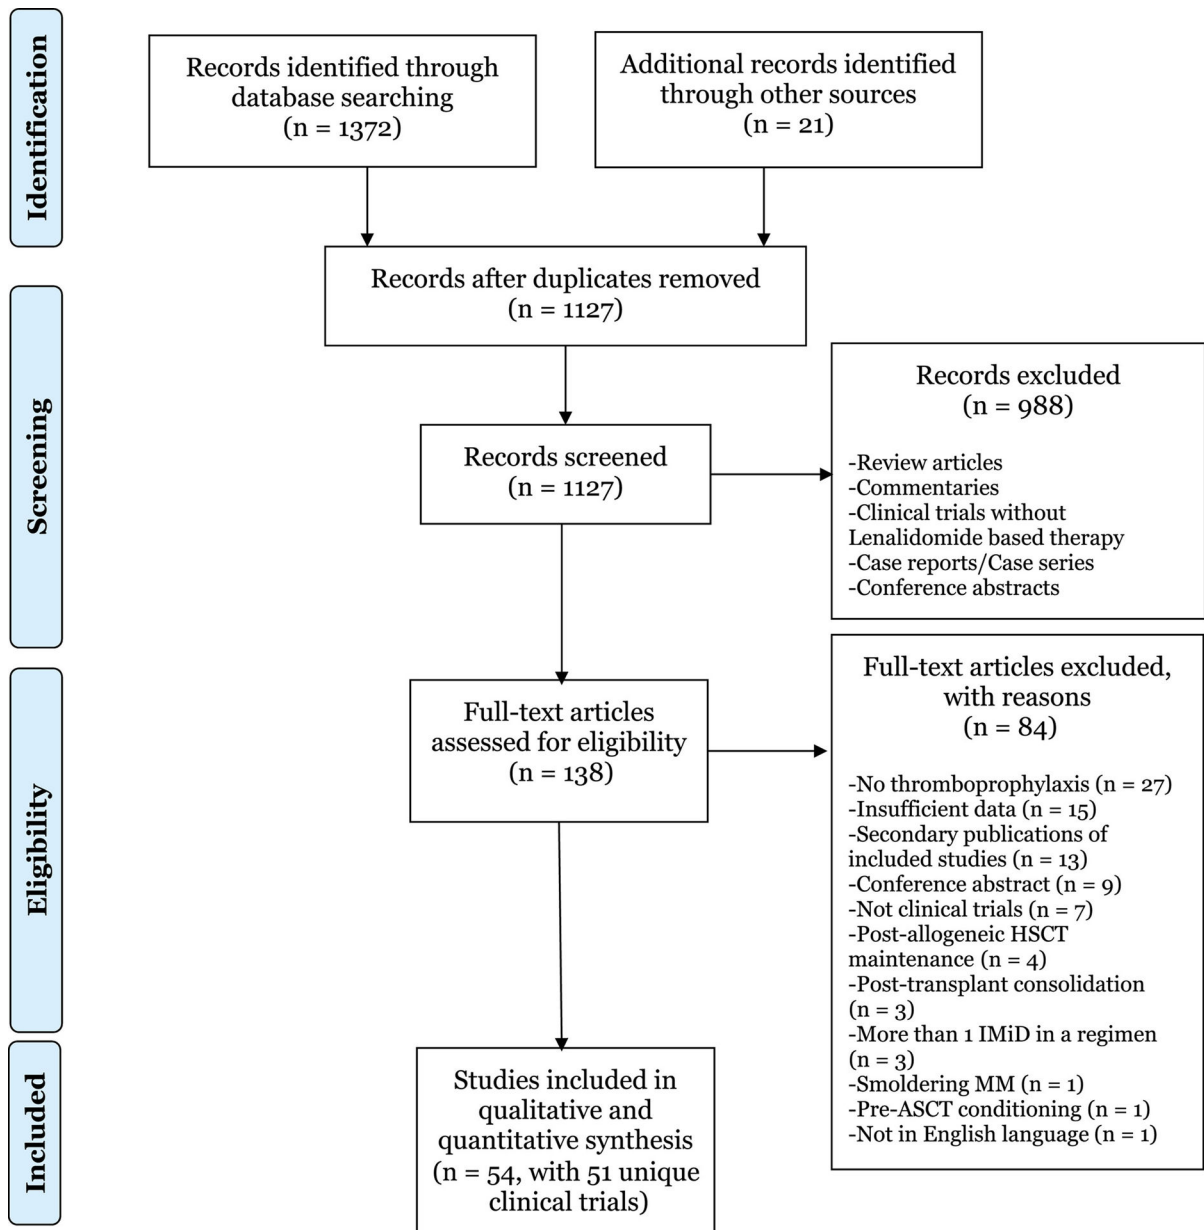 Identification
Records identified through
database searching
(n = 1372)
Additional records identified
through other sources
(n = 21)
Records after duplicates removed
(n = 1127)
Screening
Records screened
(n = 1127)
Records excluded
(n = 988)
-Review articles
-Commentaries
-Clinical trials without
Lenalidomide based therapy
-Case reports/Case series
-Conference abstracts
Eligibility
Full-text articles
assessed for eligibility
(n = 138)
Full-text articles excluded,
with reasons
(n = 84)
-No thromboprophylaxis (n = 27)
-Insufficient data (n = 15)
-Secondary publications of
included studies (n = 13)
-Conference abstract (n = 9)
-Not clinical trials (n = 7)
-Post-allogeneic HSCT
maintenance (n = 4)
-Post-transplant consolidation
(n = 3)
-More than 1 IMiD in a regimen
(n = 3)
-Smoldering MM (n = 1)
-Pre-ASCT conditioning (n = 1)
-Not in English language (n = 1)
Included
Studies included in
qualitative and
quantitative synthesis
(n = 54, with 51 unique
clinical trials)